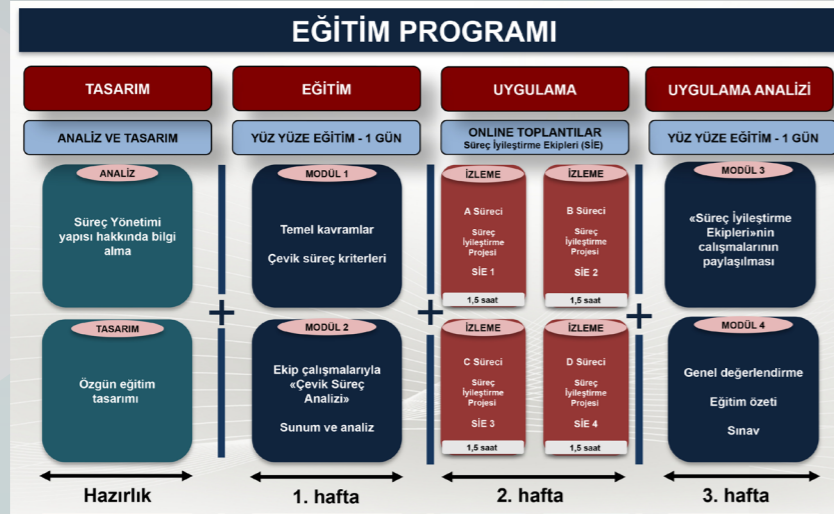 EĞİTİM PROGRAMI
TASARIM
ANALİZ VE TASARIM
ANALİZ
Süreç Yönetimi
yapısı hakkında bilgi
alma
TASARIM
Özgün eğitim
tasarımı
Hazırlık
EĞİTİM
YÜZ YÜZE EĞİTİM - 1 GÜN
MODÜL 1
Temel kavramlar
Çevik süreç kriterleri
MODÜL 2
Ekip çalışmalarıyla
«Çevik Süreç
Analizi»
Sunum ve analiz
1. hafta
UYGULAMA
ONLINE TOPLANTILAR
Süreç İyileştirme Ekipleri (SİE)
İZLEME
A Süreci
Süreç
İyileştirme
Projesi
SİE 1
1,5 saat
İZLEME
B Süreci
Süreç
İyileştirme
Projesi
SİE 2
1,5 saat
İZLEME
C Süreci
Süreç
İyileştirme
Projesi
SİE 3
1,5 saat
İZLEME
D Süreci
Süreç
İyileştirme
Projesi
SİE 4
1,5 saat
2. hafta
UYGULAMA ANALİZİ
YÜZ YÜZE EĞİTİM - 1 GÜN
MODÜL 3
«Süreç İyileştirme
Ekipleri»nin
calışmalarının
paylaşılması
MODÜL 4
Genel değerlendirme
Eğitim özeti
Sınav
3. hafta